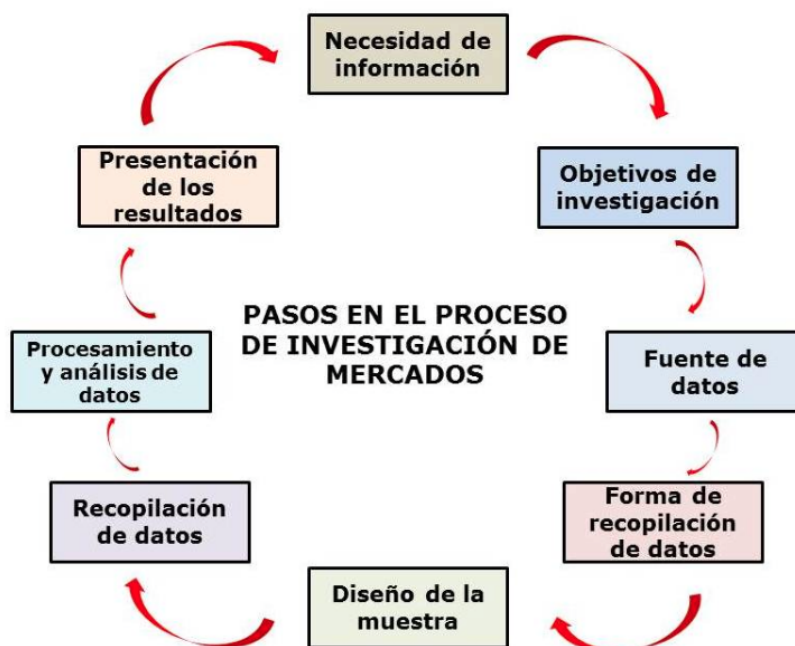 Necesidad de
información
Objetivos de
investigación
Fuente de
datos
Forma de
recopilación
de datos
Diseño de la
muestra
Recopilación
de datos
Procesamiento
y análisis de
datos
Presentación
de los
resultados
PASOS EN EL PROCESO
DE INVESTIGACIÓN DE
MERCADOS